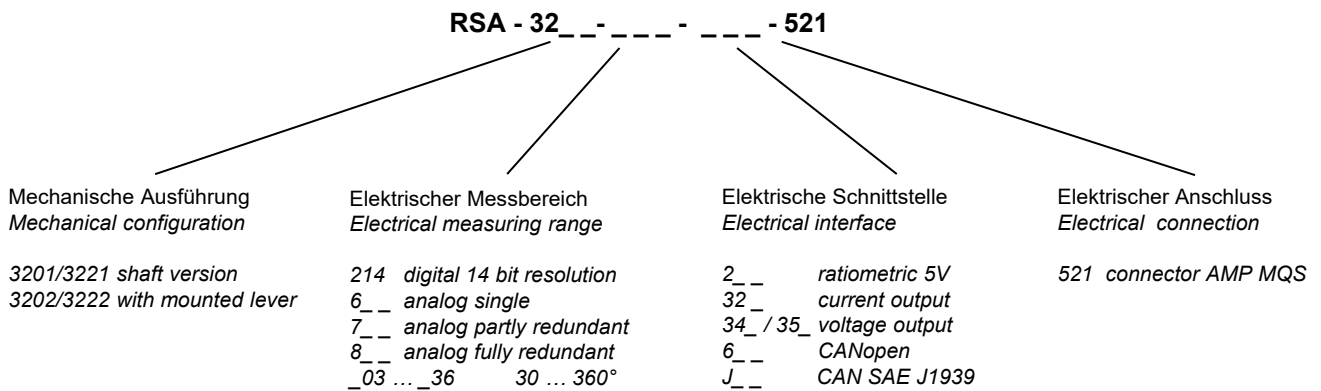 RSA - 32_ _- _ _ _ - _ _ _ - 521
Mechanische Ausführung
Mechanical configuration
3201/3221 shaft version
3202/3222 with mounted lever
Elektrischer Messbereich
Electrical measuring range
214 digital 14 bit resolution
6_ _ analog single
7_ _ analog partly redundant
8_ _ analog fully redundant
_03 … _36 30 … 360°
Elektrische Schnittstelle
Electrical interface
2_ _ ratiometric 5V
32 _ current output
34_ / 35_ voltage output
6_ _ CANopen
J_ _ CAN SAE J1939
Elektrischer Anschluss
Electrical connection
521 connector AMP MQS